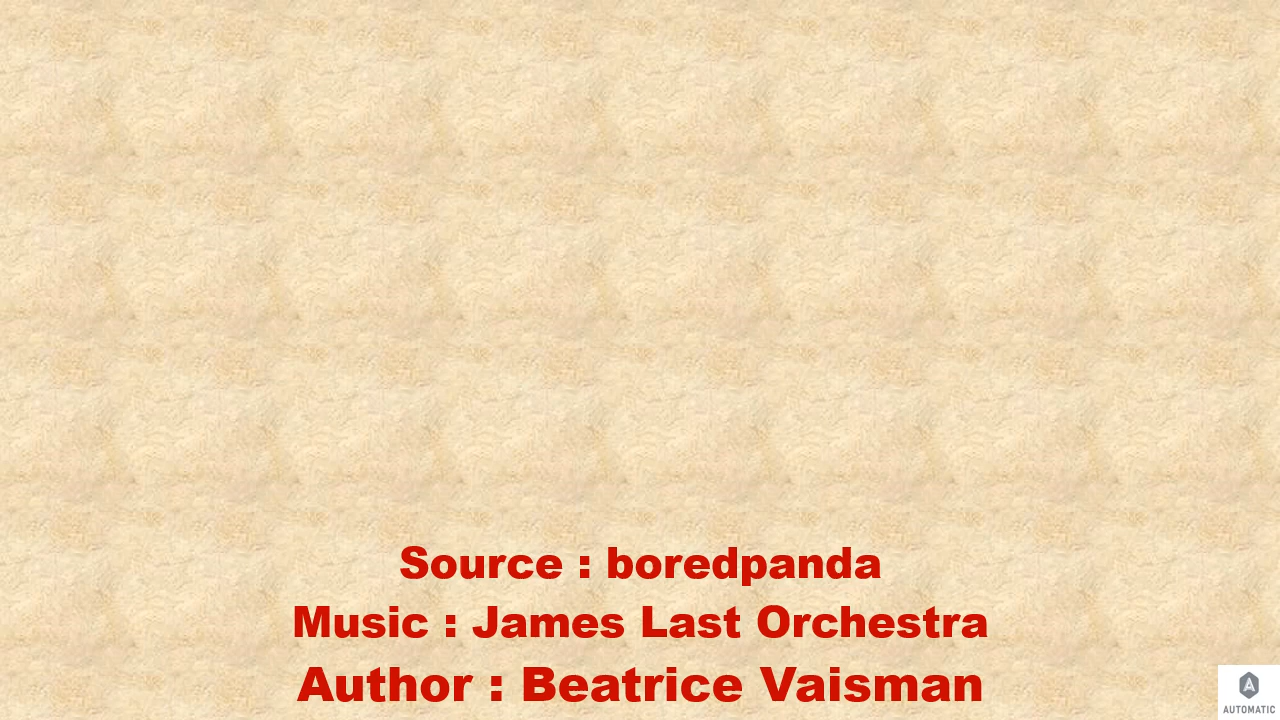 Source : boredpanda
Music : James Last Orchestra
Author : Beatrice Vaisman
A
AUTOMATIC